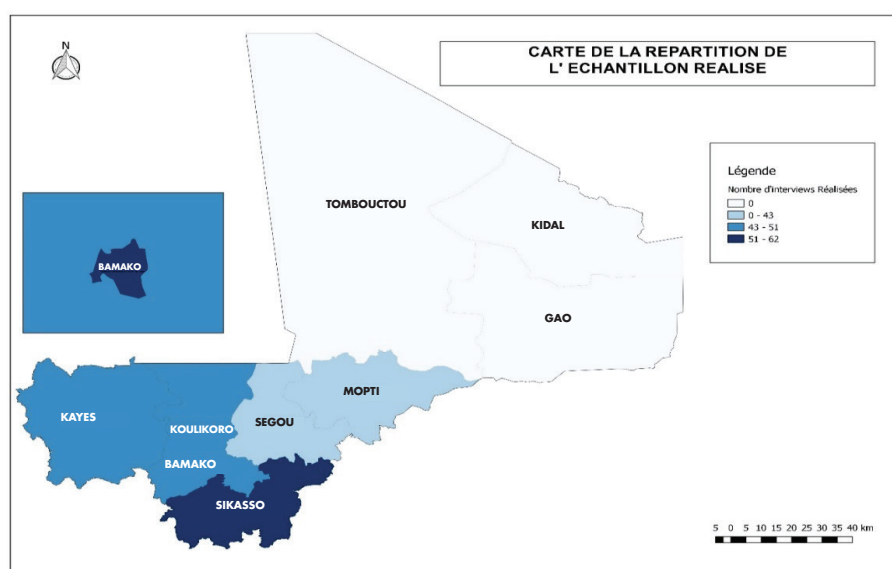 CARTE DE LA REPARTITION DE
L' ECHANTILLON REALISE
N
Légende
Nombre d'interviews Réalisées
0
0 - 43
43 - 51
51 - 62
TOMBOUCTOU
KIDAL
GAO
BAMAKO
MOPTI
KAYES
KOULIKORO
SEGOU
BAMAKO
SIKASSO
5 0 5 10 15 20 25 30 35 40 km